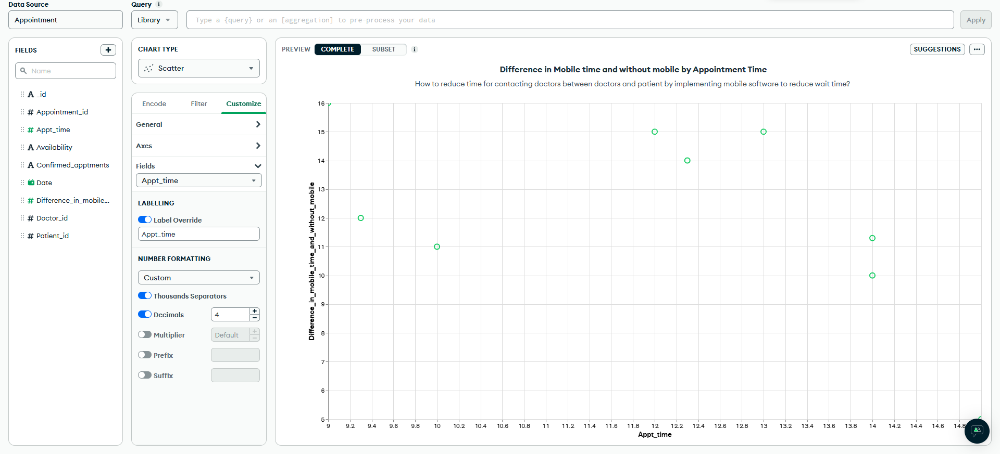 Data Source
Appointment
Query
Library
Type a {query} or an [aggregation] to pre-process your data
Apply
FIELDS
Name
_id
Appointment_id
Appt_time
Availability
Confirmed_apptments
Date
Difference_in_mobile...
Doctor_id
Patient_id
CHART TYPE
Scatter
Encode Filter Customize
General
Axes
Fields
Appt_time
LABELLING
Label Override
Appt_time
NUMBER FORMATTING
Custom
Thousands Separators
Decimals 4
Multiplier Default
Prefix
Suffix
PREVIEW COMPLETE SUBSET
SUGGESTIONS
Difference in Mobile time and without mobile by Appointment Time
How to reduce time for contacting doctors between doctors and patient by implementing mobile software to reduce wait time?
Difference_in_mobile_time_and_without_mobile
16
15
14
13
12
11
10
9
8
7
6
5
9 9.2 9.4 9.6 9.8 10 10.2 10.4 10.6 10.8 11 11.2 11.4 11.6 11.8 12 12.2 12.4 12.6 12.8 13 13.2 13.4 13.6 13.8 14 14.2 14.4 14.6 14.8
Appt_time